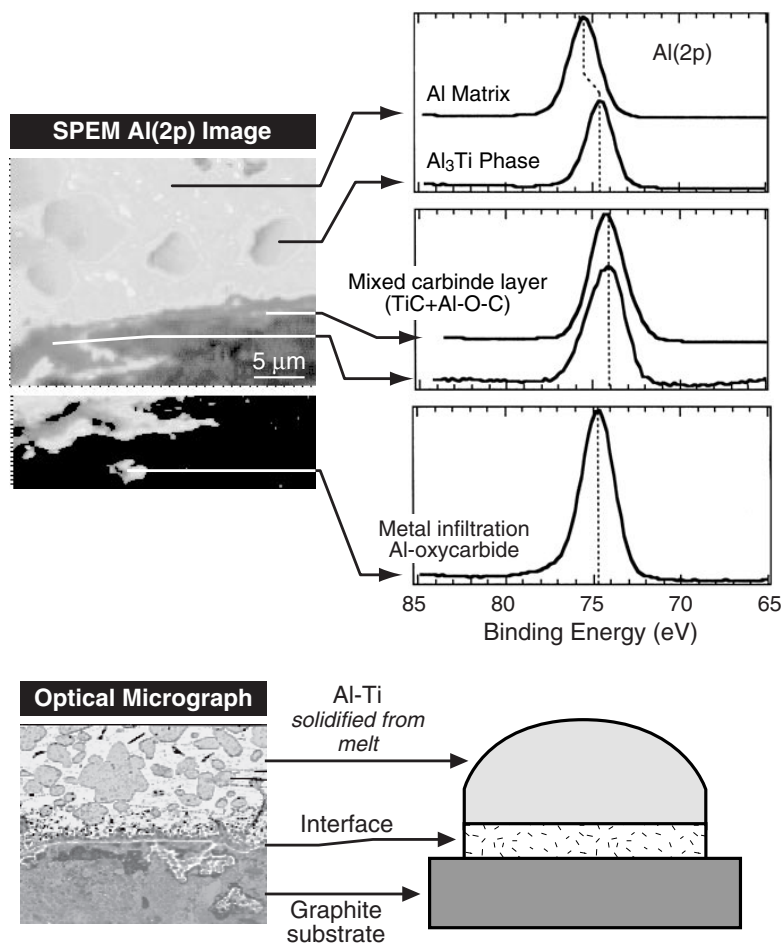 SPEM Al(2p) Image
5 μm
Al(2p)
Al Matrix
Al₃Ti Phase
Mixed carbinde layer
(TiC+Al-O-C)
Metal infiltration
Al-oxycarbide
85 80 75 70 65
Binding Energy (eV)
Optical Micrograph
Al-Ti
solidified from
melt
Interface
Graphite
substrate